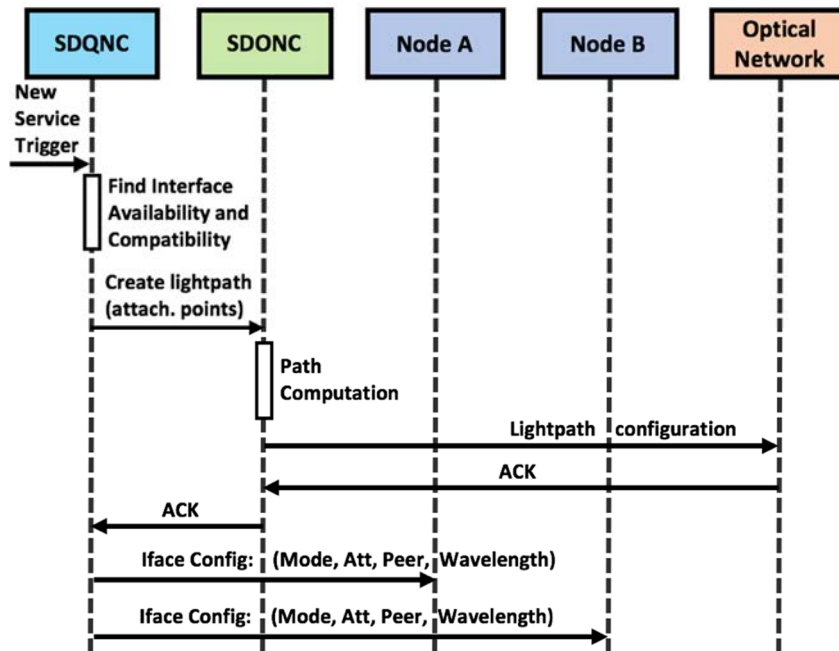 SDQNC
SDONC
Node A
Node B
Optical
Network
New
Service
Trigger
Find Interface
Availability and
Compatibility
Create lightpath
(attach. points)
Path
Computation
Lightpath configuration
ACK
ACK
Iface Config: (Mode, Att, Peer, Wavelength)
Iface Config: (Mode, Att, Peer, Wavelength)